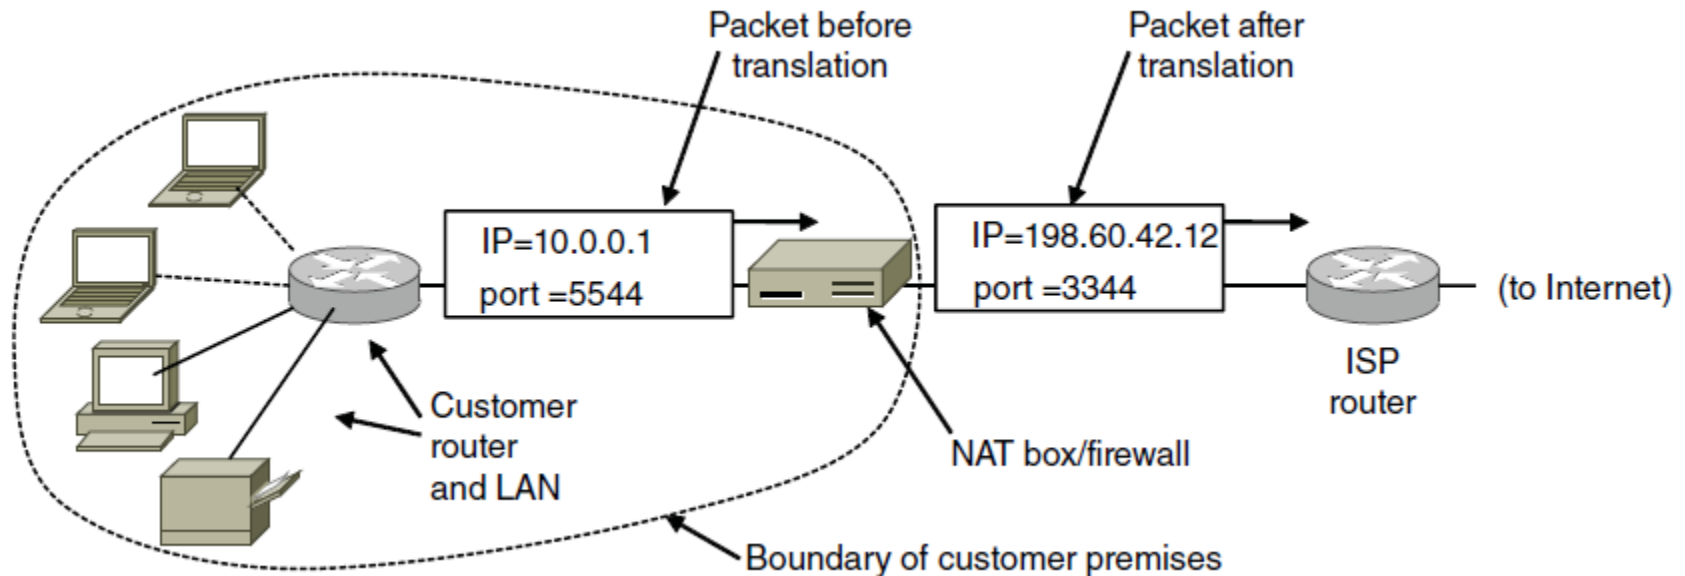 Packet before
translation
Packet after
translation
IP=10.0.0.1
port =5544
IP=198.60.42.12
port =3344
(to Internet)
ISP
router
Customer
router
and LAN
NAT box/firewall
Boundary of customer premises